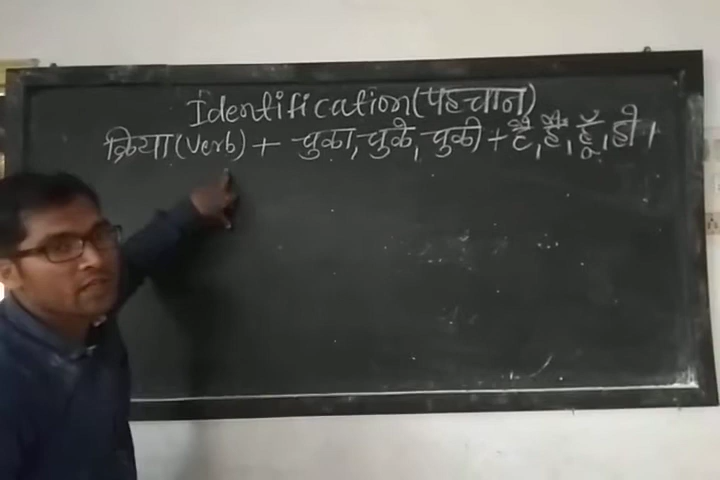 Identification (पहचान)
क्रिया (Verb) + चुका, चुके, चुकी + है, हैं, हूँ, हो।